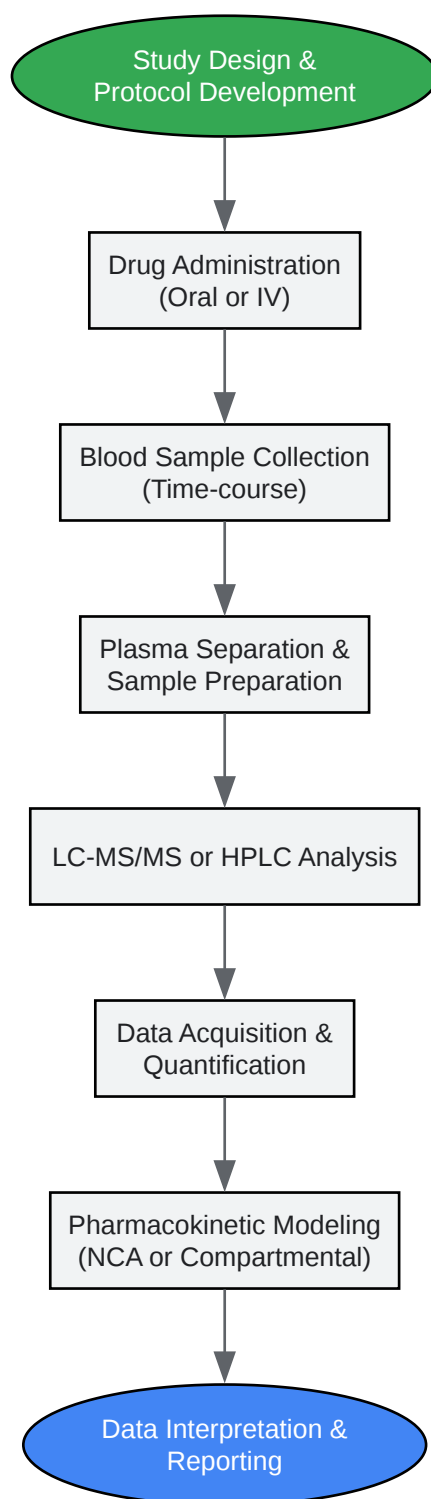 Study Design &
Protocol Development
Drug Administration
(Oral or IV)
Blood Sample Collection
(Time-course)
Plasma Separation &
Sample Preparation
LC-MS/MS or HPLC Analysis
Data Acquisition &
Quantification
Pharmacokinetic Modeling
(NCA or Compartmental)
Data Interpretation &
Reporting